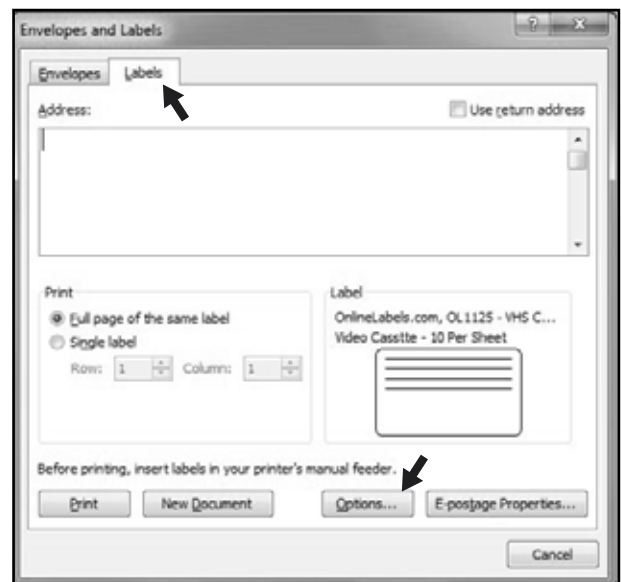 Envelopes and Labels
Envelopes Labels
Address: Use return address
Print
Full page of the same label
Single label
Row: 1 Column: 1
Label
OnlineLabels.com, OL1125 - VHS C...
Video Casstte - 10 Per Sheet
Before printing, insert labels in your printer's manual feeder.
Print New Document Options... E-postage Properties...
Cancel